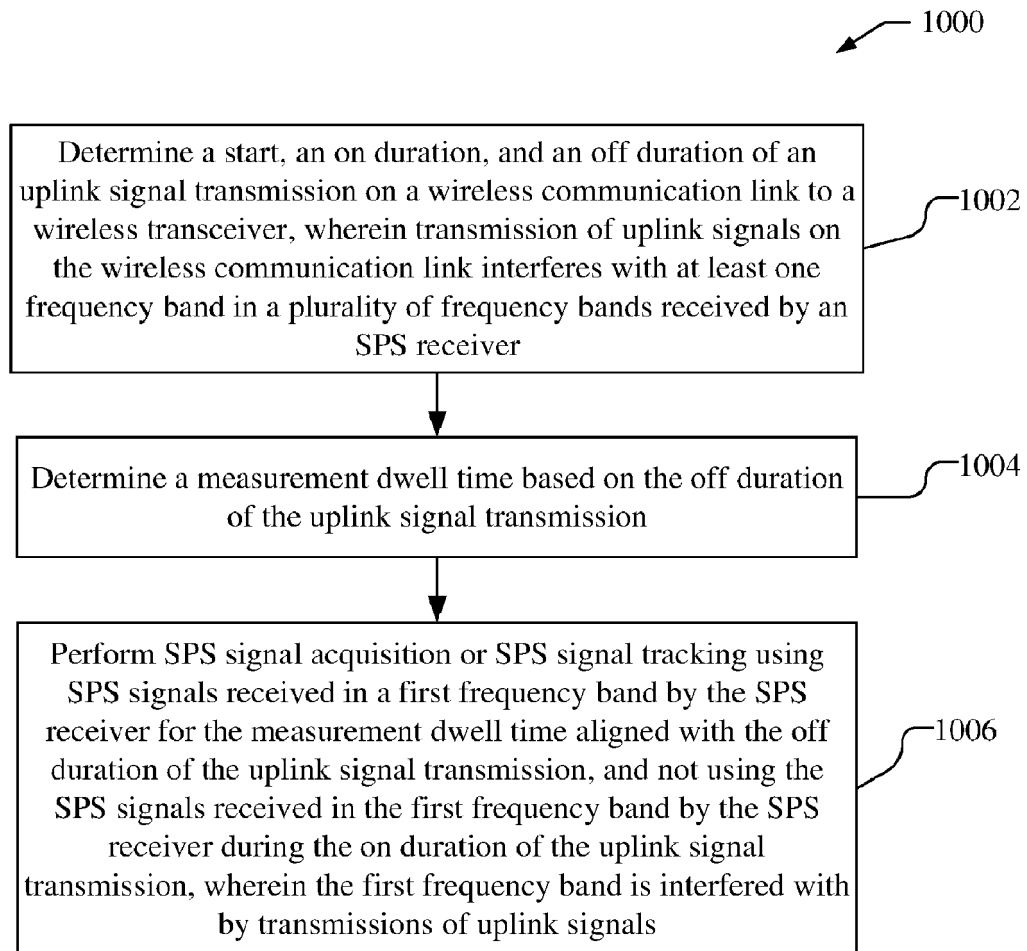 1000
Determine a start, an on duration, and an off duration of an
uplink signal transmission on a wireless communication link to a
wireless transceiver, wherein transmission of uplink signals on
the wireless communication link interferes with at least one
frequency band in a plurality of frequency bands received by an
SPS receiver
1002
Determine a measurement dwell time based on the off duration
of the uplink signal transmission
1004
Perform SPS signal acquisition or SPS signal tracking using
SPS signals received in a first frequency band by the SPS
receiver for the measurement dwell time aligned with the off
duration of the uplink signal transmission, and not using the
SPS signals received in the first frequency band by the SPS
receiver during the on duration of the uplink signal
transmission, wherein the first frequency band is interfered with
by transmissions of uplink signals
1006